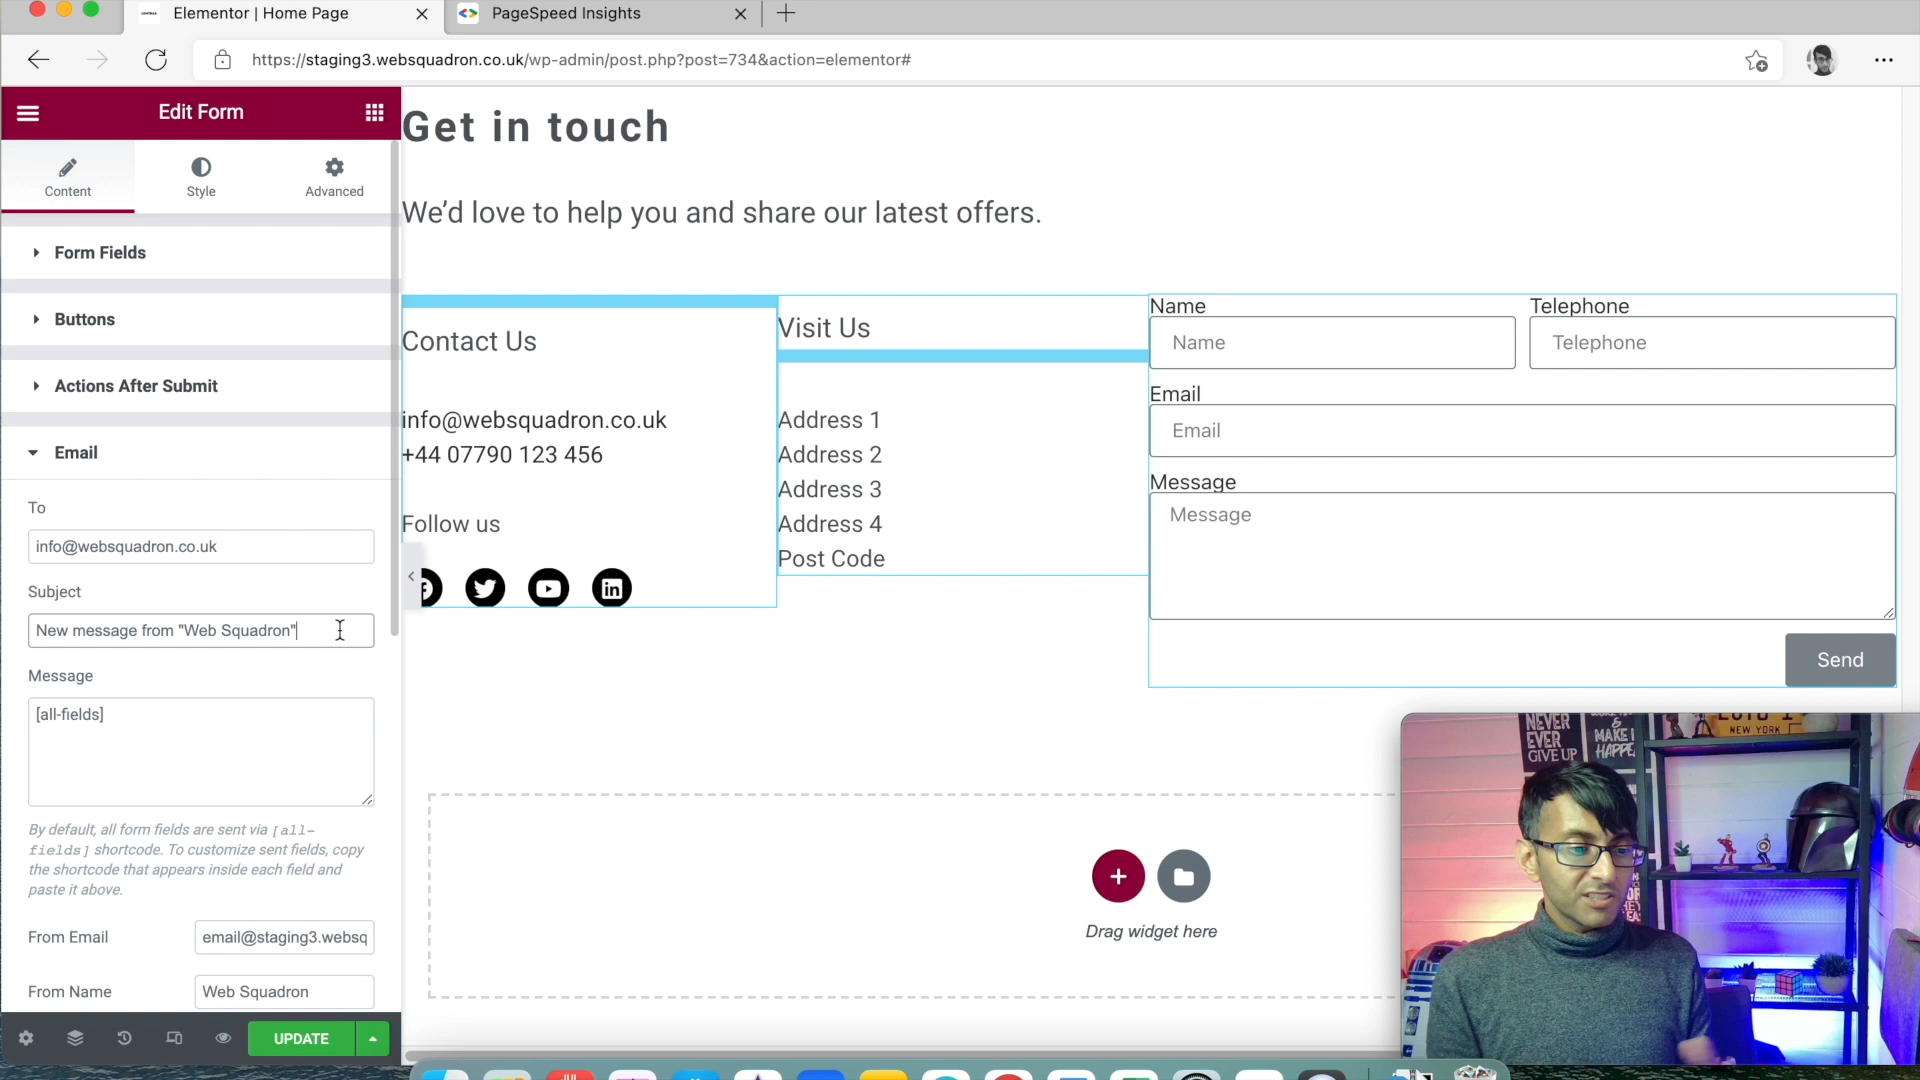 Elementor | Home Page
PageSpeed Insights
https://staging3.websquadron.co.uk/wp-admin/post.php?post=734&action=elementor#
Edit Form
Content
Style
Advanced
Form Fields
Buttons
Actions After Submit
Email
To
info@websquadron.co.uk
Subject
New message from "Web Squadron"
Message
[all-fields]
By default, all form fields are sent via [all-
fields] shortcode. To customize sent fields, copy
the shortcode that appears inside each field and
paste it above.
From Email
email@staging3.websq
From Name
Web Squadron
UPDATE
Get in touch
We’d love to help you and share our latest offers.
Contact Us
info@websquadron.co.uk
+44 07790 123 456
Follow us
Visit Us
Address 1
Address 2
Address 3
Address 4
Post Code
Name
Name
Telephone
Telephone
Email
Email
Message
Message
Send
Drag widget here
NEVER
EVER
GIVE UP
&
MAKE I
HAPPE
NEW YORK